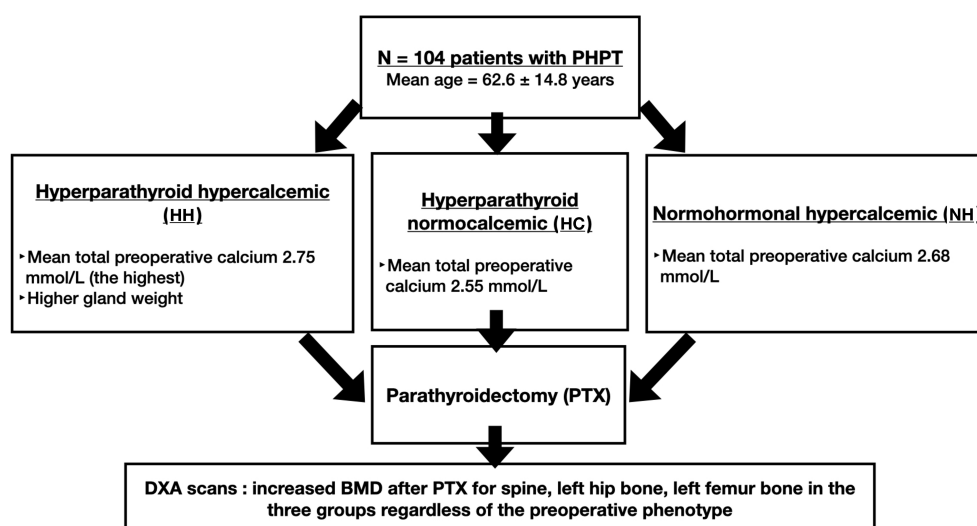 N = 104 patients with PHPT
Mean age = 62.6 ± 14.8 years
Hyperparathyroid hypercalcemic
(HH)
‣Mean total preoperative calcium 2.75
mmol/L (the highest)
‣Higher gland weight
Hyperparathyroid
normocalcemic (HC)
‣Mean total preoperative
calcium 2.55 mmol/L
Normohormonal hypercalcemic (NH)
‣Mean total preoperative calcium 2.68
mmol/L
Parathyroidectomy (PTX)
DXA scans : increased BMD after PTX for spine, left hip bone, left femur bone in the
three groups regardless of the preoperative phenotype